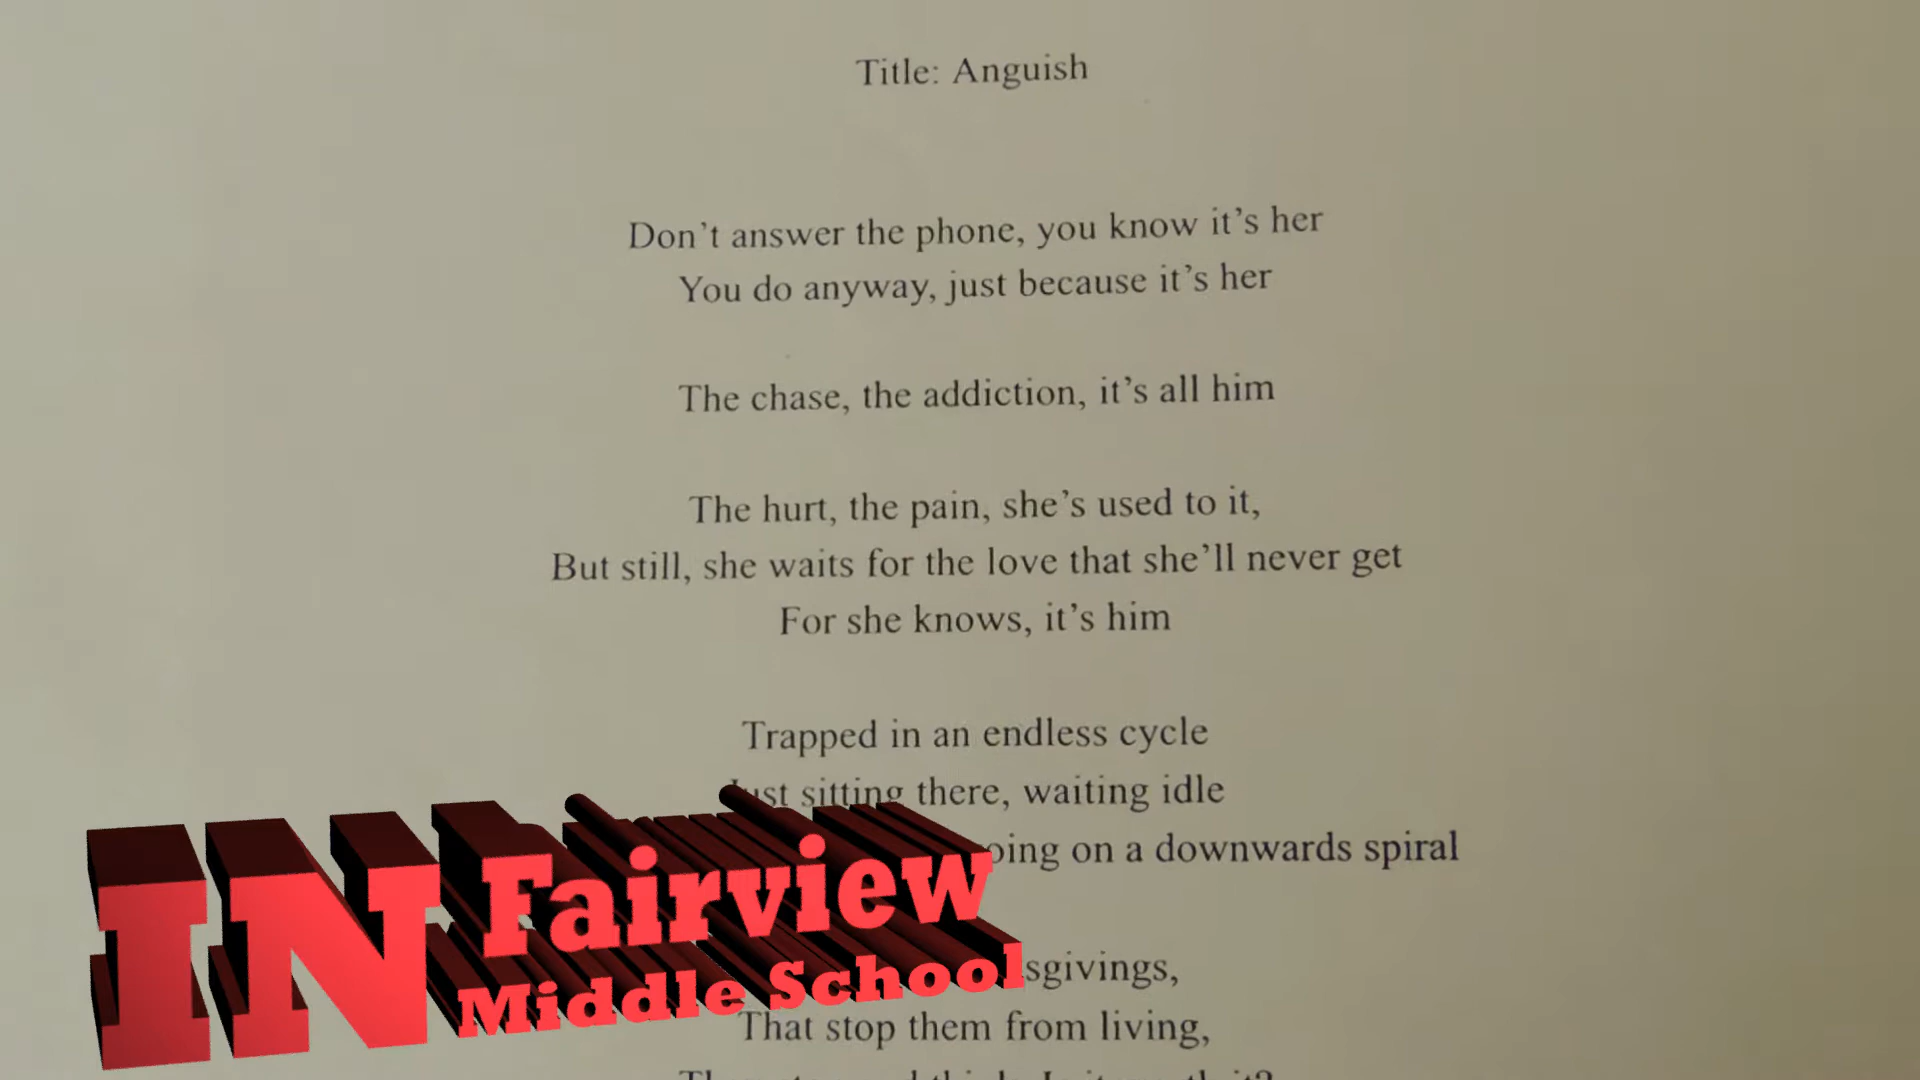 Title: Anguish
Don't answer the phone, you know it's her
You do anyway, just because it's her
The chase, the addiction, it's all him
The hurt, the pain, she's used to it,
But still, she waits for the love that she'll never get
For she knows, it's him
Trapped in an endless cycle
Just sitting there, waiting idle
on a downwards spiral
That stop them from living,
IN Fairview
Middle School